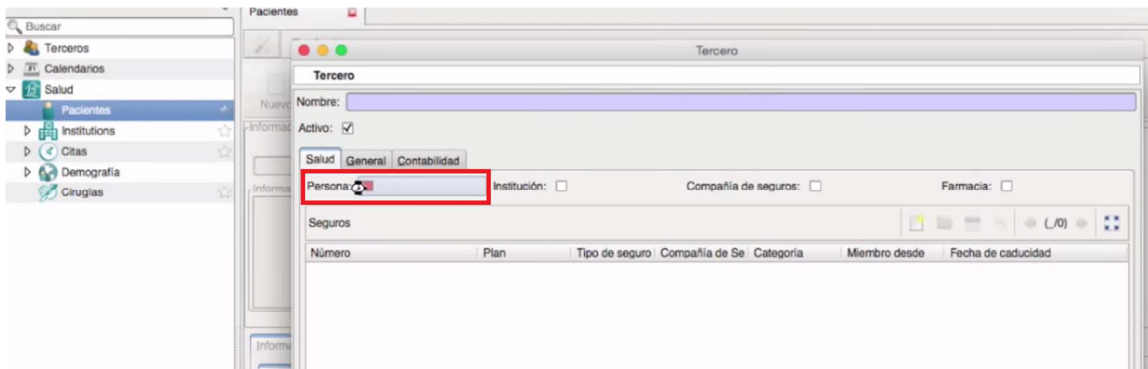 Pacientes
Buscar
Terceros
Calendarios
Salud
Pacientes
Institutions
Citas
Demografía
Cirugías
Tercero
Tercero
Nombre:
Activo:
Salud General Contabilidad
Persona: Institución: Compañía de seguros: Farmacia:
Seguros (_/0)
Número Plan Tipo de seguro Compañía de Se Categoría Miembro desde Fecha de caducidad